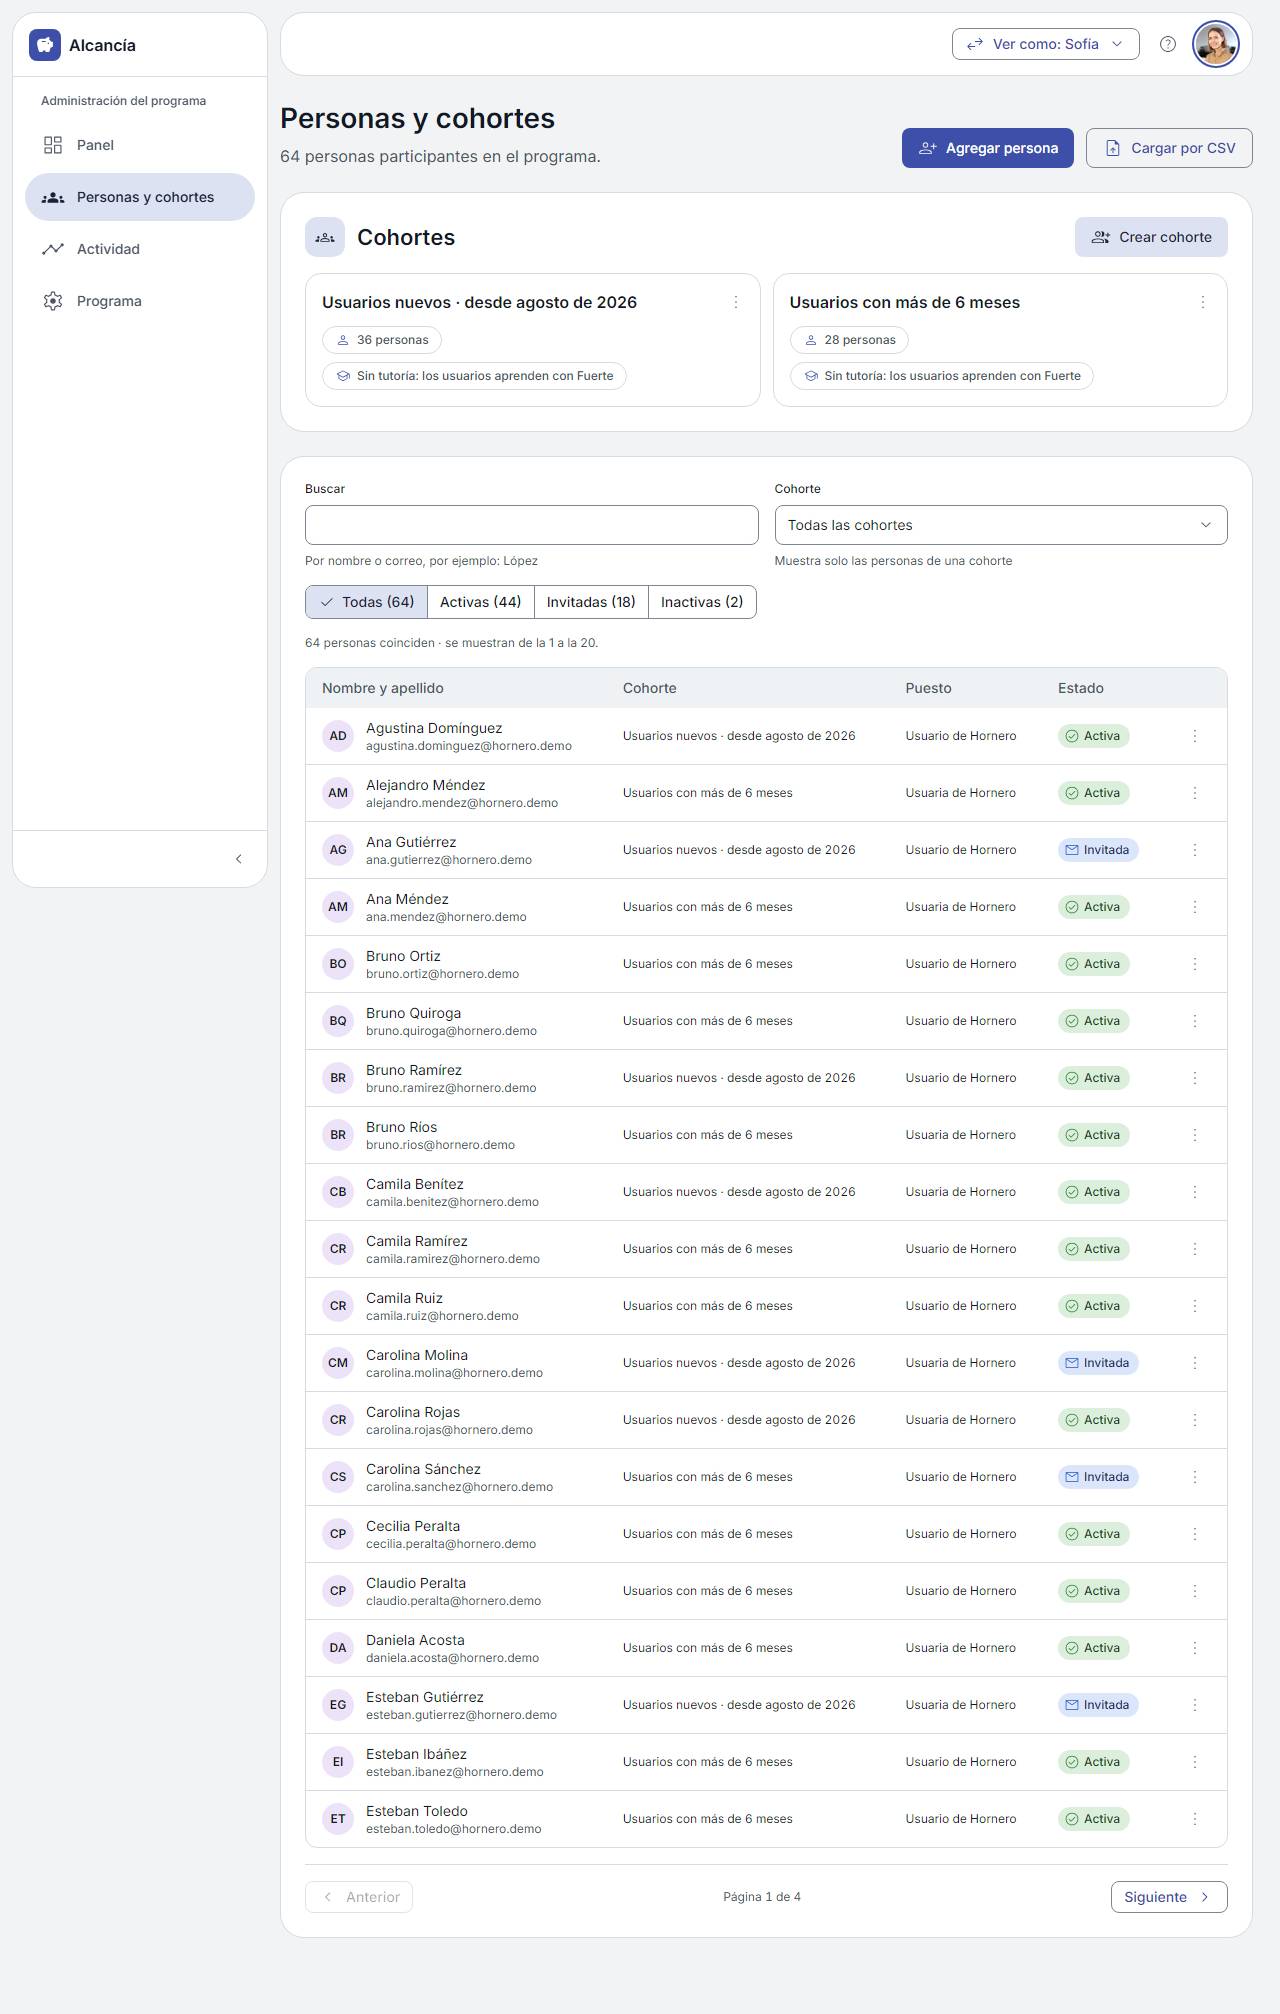 Alcancía
Ver como: Sofía
Administración del programa
Panel
Personas y cohortes
Actividad
Programa
Personas y cohortes
64 personas participantes en el programa.
Agregar persona
Cargar por CSV
Cohortes
Crear cohorte
Usuarios nuevos · desde agosto de 2026
36 personas
Sin tutoría: los usuarios aprenden con Fuerte
Usuarios con más de 6 meses
28 personas
Sin tutoría: los usuarios aprenden con Fuerte
Buscar
Por nombre o correo, por ejemplo: López
Cohorte
Todas las cohortes
Muestra solo las personas de una cohorte
Todas (64) Activas (44) Invitadas (18) Inactivas (2)
64 personas coinciden · se muestran de la 1 a la 20.
Nombre y apellido Cohorte Puesto Estado
AD Agustina Domínguez
agustina.dominguez@hornero.demo
Usuarios nuevos · desde agosto de 2026 Usuario de Hornero Activa
AM Alejandro Méndez
alejandro.mendez@hornero.demo
Usuarios con más de 6 meses Usuaria de Hornero Activa
AG Ana Gutiérrez
ana.gutierrez@hornero.demo
Usuarios nuevos · desde agosto de 2026 Usuario de Hornero Invitada
AM Ana Méndez
ana.mendez@hornero.demo
Usuarios con más de 6 meses Usuaria de Hornero Activa
BO Bruno Ortiz
bruno.ortiz@hornero.demo
Usuarios con más de 6 meses Usuario de Hornero Activa
BQ Bruno Quiroga
bruno.quiroga@hornero.demo
Usuarios con más de 6 meses Usuario de Hornero Activa
BR Bruno Ramírez
bruno.ramirez@hornero.demo
Usuarios nuevos · desde agosto de 2026 Usuario de Hornero Activa
BR Bruno Ríos
bruno.rios@hornero.demo
Usuarios con más de 6 meses Usuaria de Hornero Activa
CB Camila Benítez
camila.benitez@hornero.demo
Usuarios nuevos · desde agosto de 2026 Usuaria de Hornero Activa
CR Camila Ramírez
camila.ramirez@hornero.demo
Usuarios con más de 6 meses Usuario de Hornero Activa
CR Camila Ruiz
camila.ruiz@hornero.demo
Usuarios con más de 6 meses Usuario de Hornero Activa
CM Carolina Molina
carolina.molina@hornero.demo
Usuarios nuevos · desde agosto de 2026 Usuaria de Hornero Invitada
CR Carolina Rojas
carolina.rojas@hornero.demo
Usuarios nuevos · desde agosto de 2026 Usuaria de Hornero Activa
CS Carolina Sánchez
carolina.sanchez@hornero.demo
Usuarios con más de 6 meses Usuario de Hornero Invitada
CP Cecilia Peralta
cecilia.peralta@hornero.demo
Usuarios con más de 6 meses Usuario de Hornero Activa
CP Claudio Peralta
claudio.peralta@hornero.demo
Usuarios con más de 6 meses Usuario de Hornero Activa
DA Daniela Acosta
daniela.acosta@hornero.demo
Usuarios con más de 6 meses Usuaria de Hornero Activa
EG Esteban Gutiérrez
esteban.gutierrez@hornero.demo
Usuarios nuevos · desde agosto de 2026 Usuaria de Hornero Invitada
EI Esteban Ibáñez
esteban.ibanez@hornero.demo
Usuarios con más de 6 meses Usuario de Hornero Activa
ET Esteban Toledo
esteban.toledo@hornero.demo
Usuarios con más de 6 meses Usuario de Hornero Activa
Anterior Página 1 de 4 Siguiente